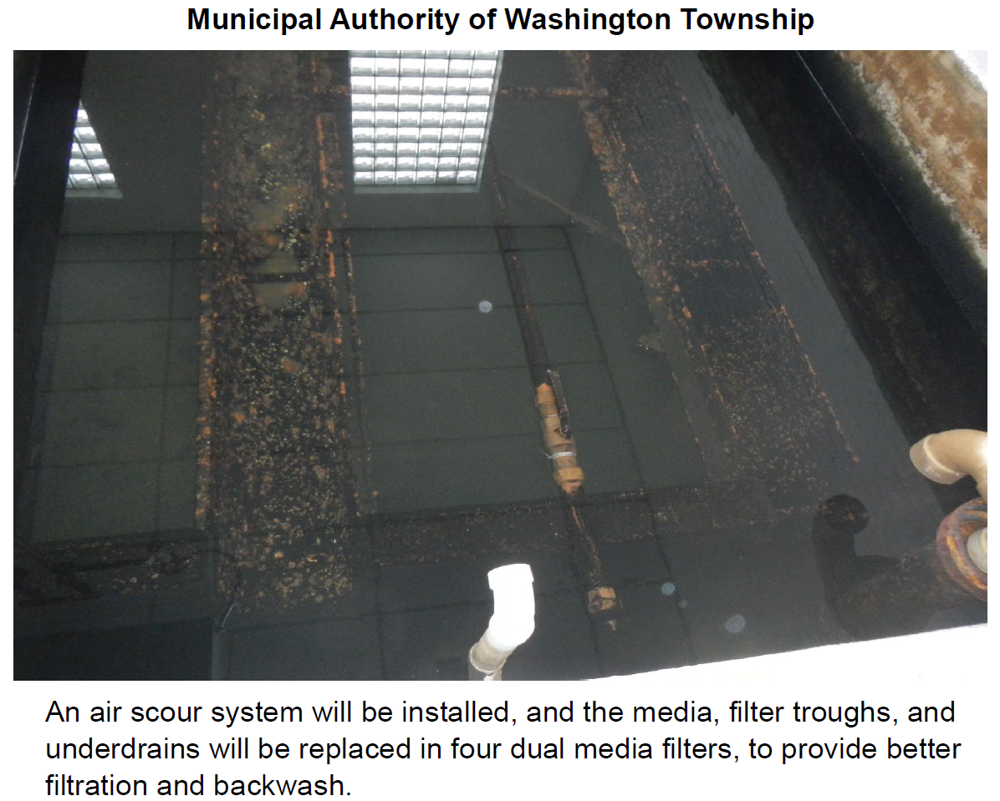 Municipal Authority of Washington Township
An air scour system will be installed, and the media, filter troughs, and
underdrains will be replaced in four dual media filters, to provide better
filtration and backwash.